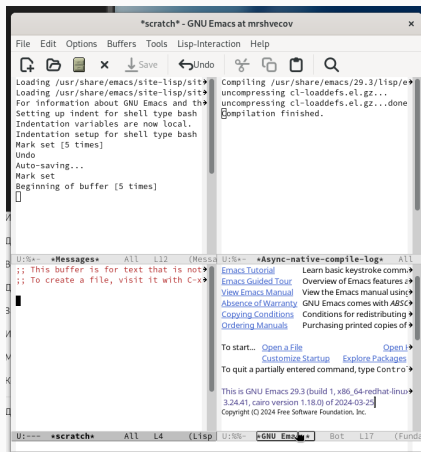 *scratch* - GNU Emacs at mrshvecov
File Edit Options Buffers Tools Lisp-Interaction Help
Save Undo
Loading /usr/share/emacs/site-lisp/sit
Loading /usr/share/emacs/site-lisp/sit
For information about GNU Emacs and th
Setting up indent for shell type bash
Indentation variables are now local.
Indentation setup for shell type bash
Mark set [5 times]
Undo
Auto-saving...
Mark set
Beginning of buffer [5 times]
U:%*- *Messages* All L12 (Messa
Compiling /usr/share/emacs/29.3/lisp/e
uncompressing cl-loaddefs.el.gz...
uncompressing cl-loaddefs.el.gz...done
Compilation finished.
U:%*- *Async-native-compile-log* All
;; This buffer is for text that is not
;; To create a file, visit it with C-x
U:--- *scratch* All L4 (Lisp
Emacs Tutorial Learn basic keystroke comm
Emacs Guided Tour Overview of Emacs features a
View Emacs Manual View the Emacs manual using
Absence of Warranty GNU Emacs comes with ABSO
Copying Conditions Conditions for redistributing
Ordering Manuals Purchasing printed copies of
To start... Open a File Open
Customize Startup Explore Packages
To quit a partially entered command, type Contro
This is GNU Emacs 29.3 (build 1, x86_64-redhat-linux
3.24.41, cairo version 1.18.0) of 2024-03-25
Copyright (C) 2024 Free Software Foundation, Inc.
U:%%- *GNU Emacs* Bot L17 (Funda